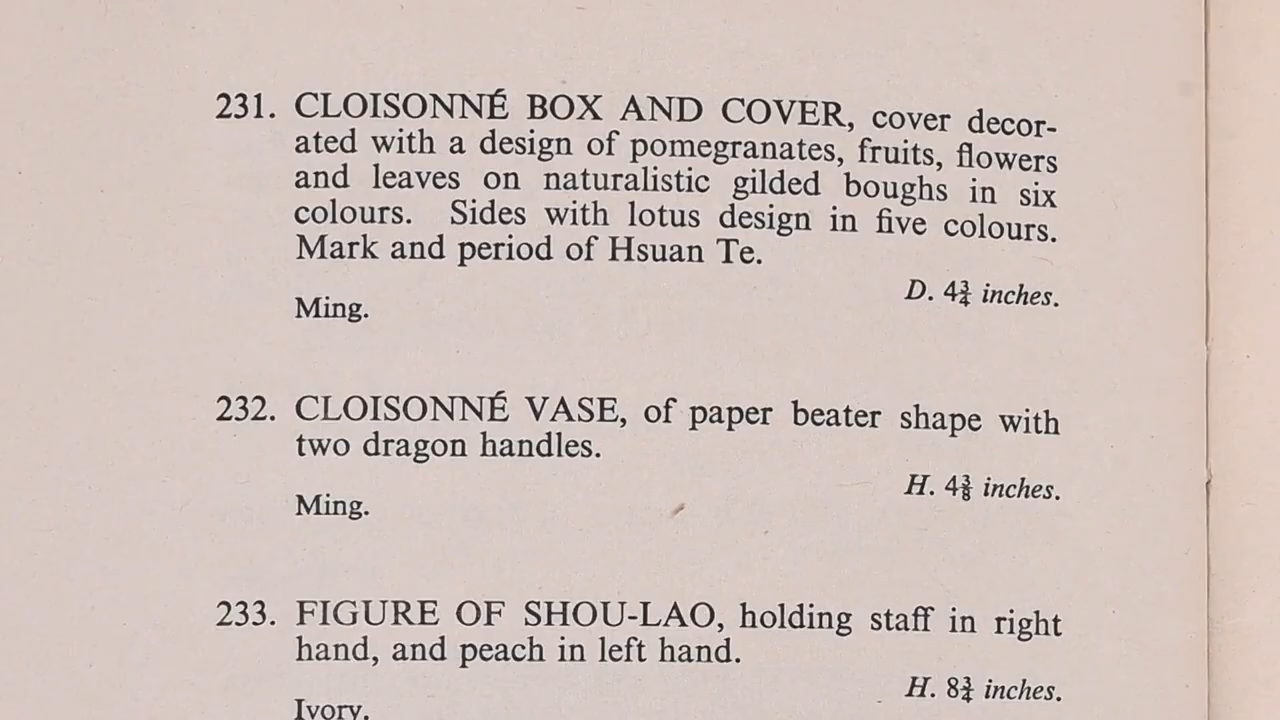 231. CLOISONNÉ BOX AND COVER, cover decor-
ated with a design of pomegranates, fruits, flowers
and leaves on naturalistic gilded boughs in six
colours. Sides with lotus design in five colours.
Mark and period of Hsuan Te.
D. 4¾ inches.
Ming.
232. CLOISONNÉ VASE, of paper beater shape with
two dragon handles.
H. 4⅜ inches.
Ming.
233. FIGURE OF SHOU-LAO, holding staff in right
hand, and peach in left hand.
H. 8¾ inches.
Ivory.